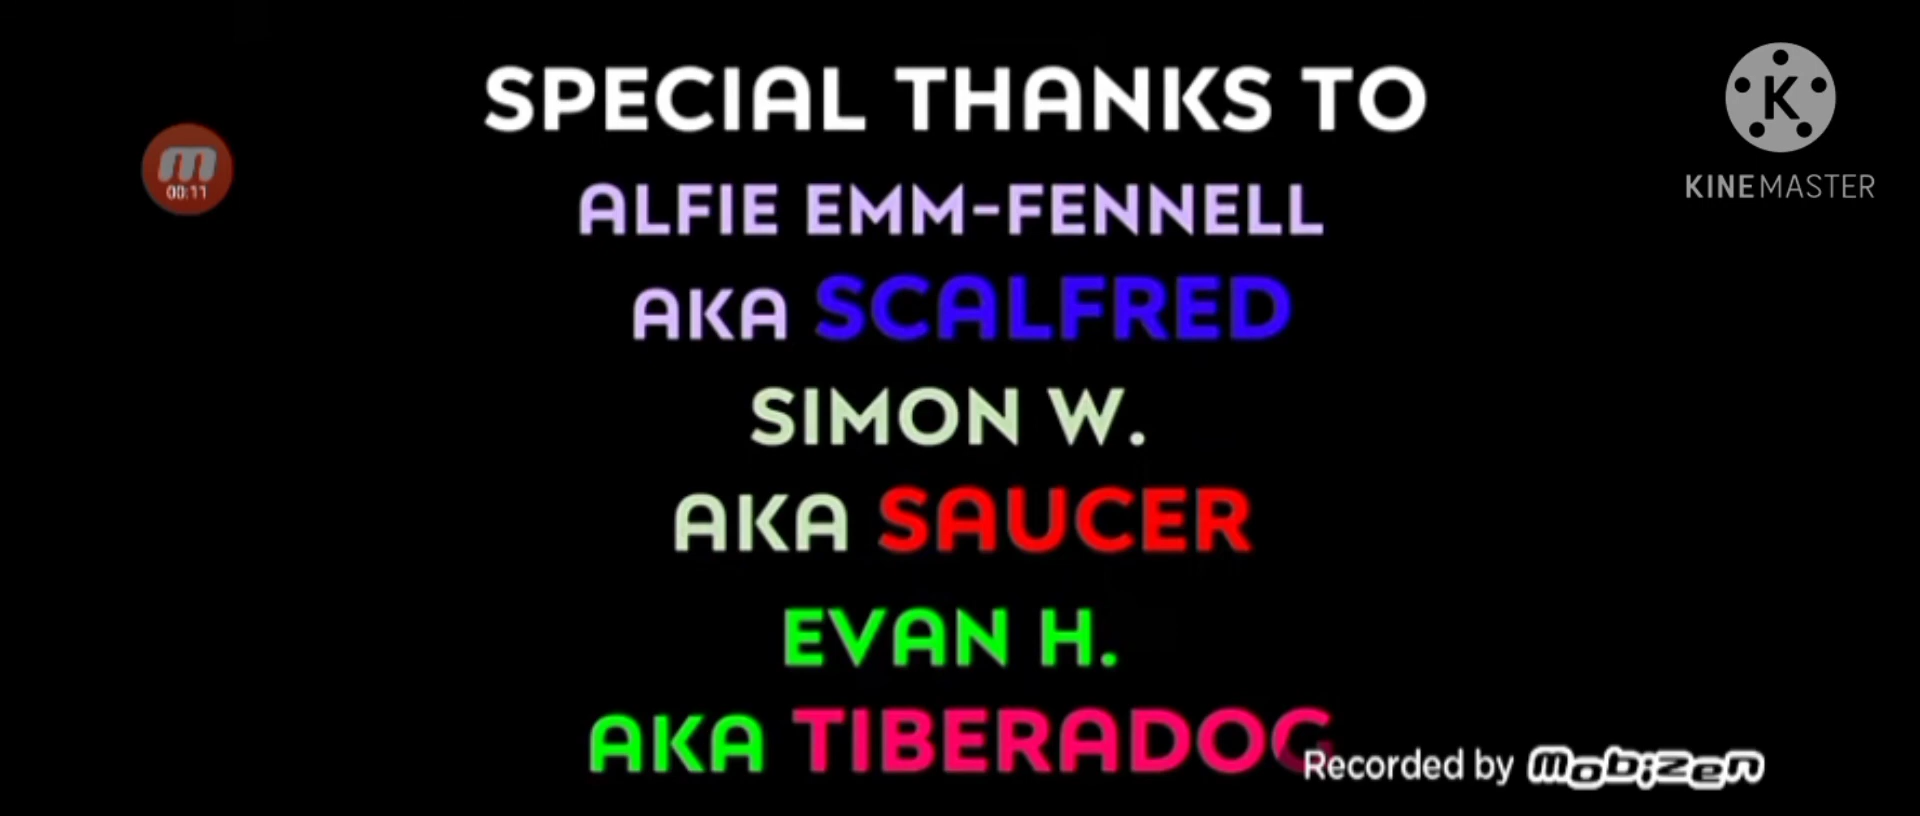 SPECIAL THANKS TO
ALFIE EMM-FENNELL
AKA SCALFRED
SIMON W.
AKA SAUCER
EVAN H.
AKA TIBERADOG
Recorded by mobizen
m
00:11
K
KINEMASTER